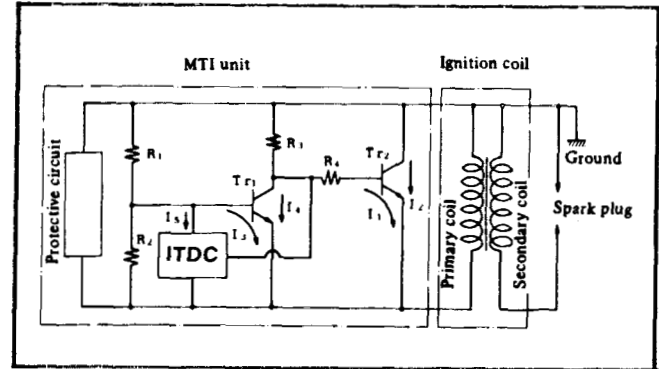 MTI unit
Ignition coil
Protective circuit
R1
R2
R3
R4
Tr1
Tr2
I5
I3
I4
I1
I2
ITDC
Primary coil
Secondary coil
Ground
Spark plug